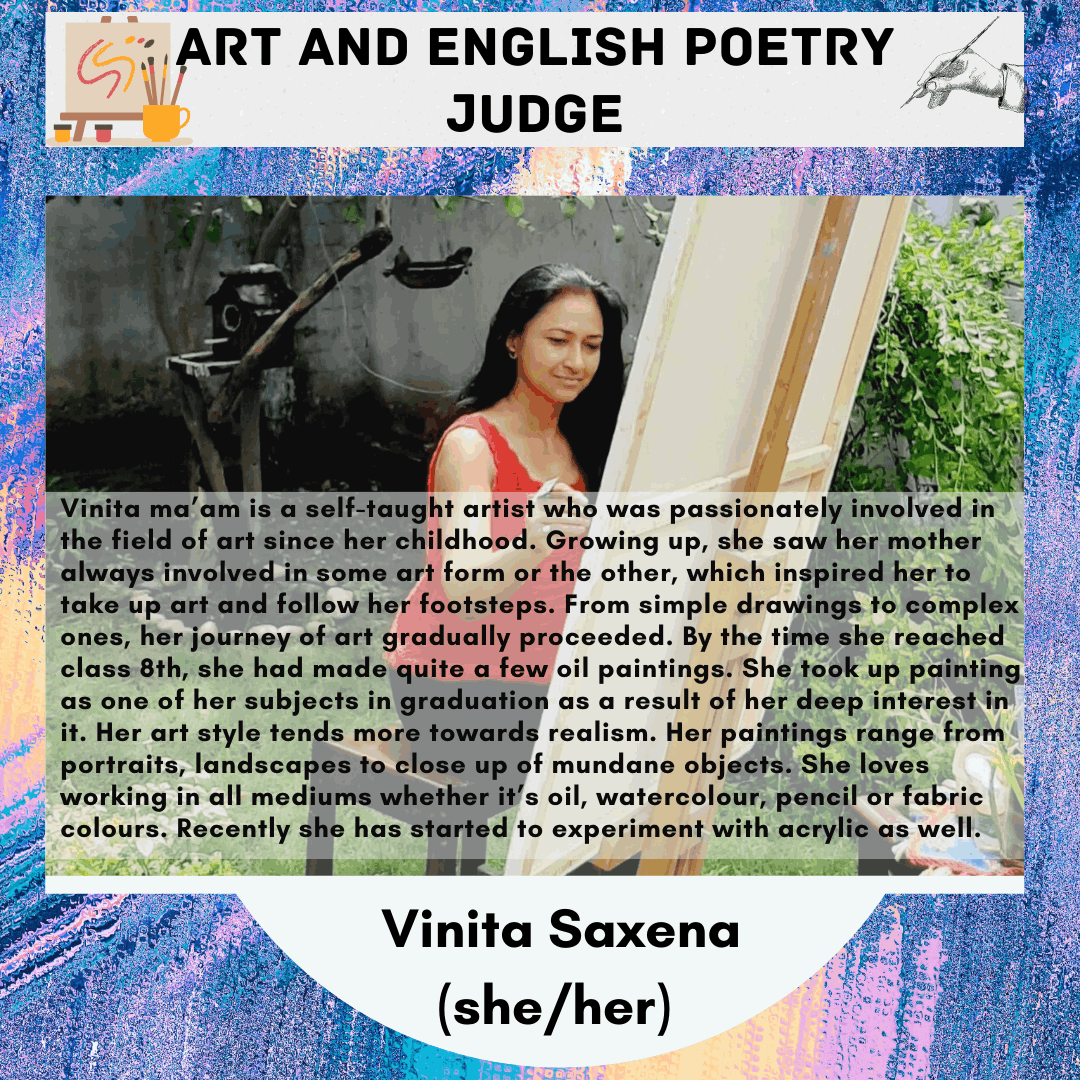 ART AND ENGLISH POETRY
JUDGE
Vinita ma’am is a self-taught artist who was passionately involved in
the field of art since her childhood. Growing up, she saw her mother
always involved in some art form or the other, which inspired her to
take up art and follow her footsteps. From simple drawings to complex
ones, her journey of art gradually proceeded. By the time she reached
class 8th, she had made quite a few oil paintings. She took up painting
as one of her subjects in graduation as a result of her deep interest in
it. Her art style tends more towards realism. Her paintings range from
portraits, landscapes to close up of mundane objects. She loves
working in all mediums whether it’s oil, watercolour, pencil or fabric
colours. Recently she has started to experiment with acrylic as well.
Vinita Saxena
(she/her)